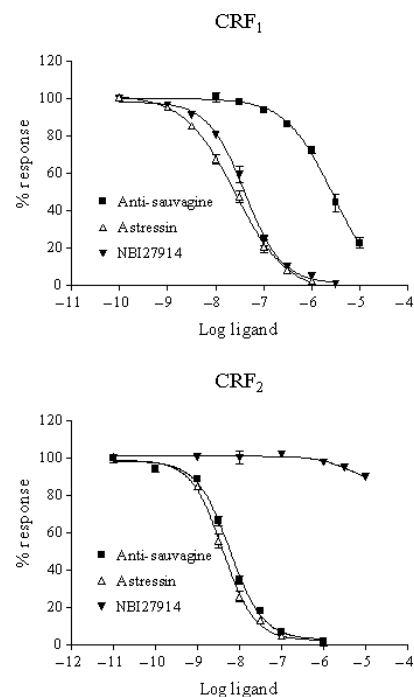 CRF₁
120
100
80
60
40
20
0
% response
Anti-sauvagine
Astressin
NBI27914
−11 −10 −9 −8 −7 −6 −5 −4
Log ligand
CRF₂
120
100
80
60
40
20
0
% response
Anti-sauvagine
Astressin
NBI27914
−12 −11 −10 −9 −8 −7 −6 −5 −4
Log ligand